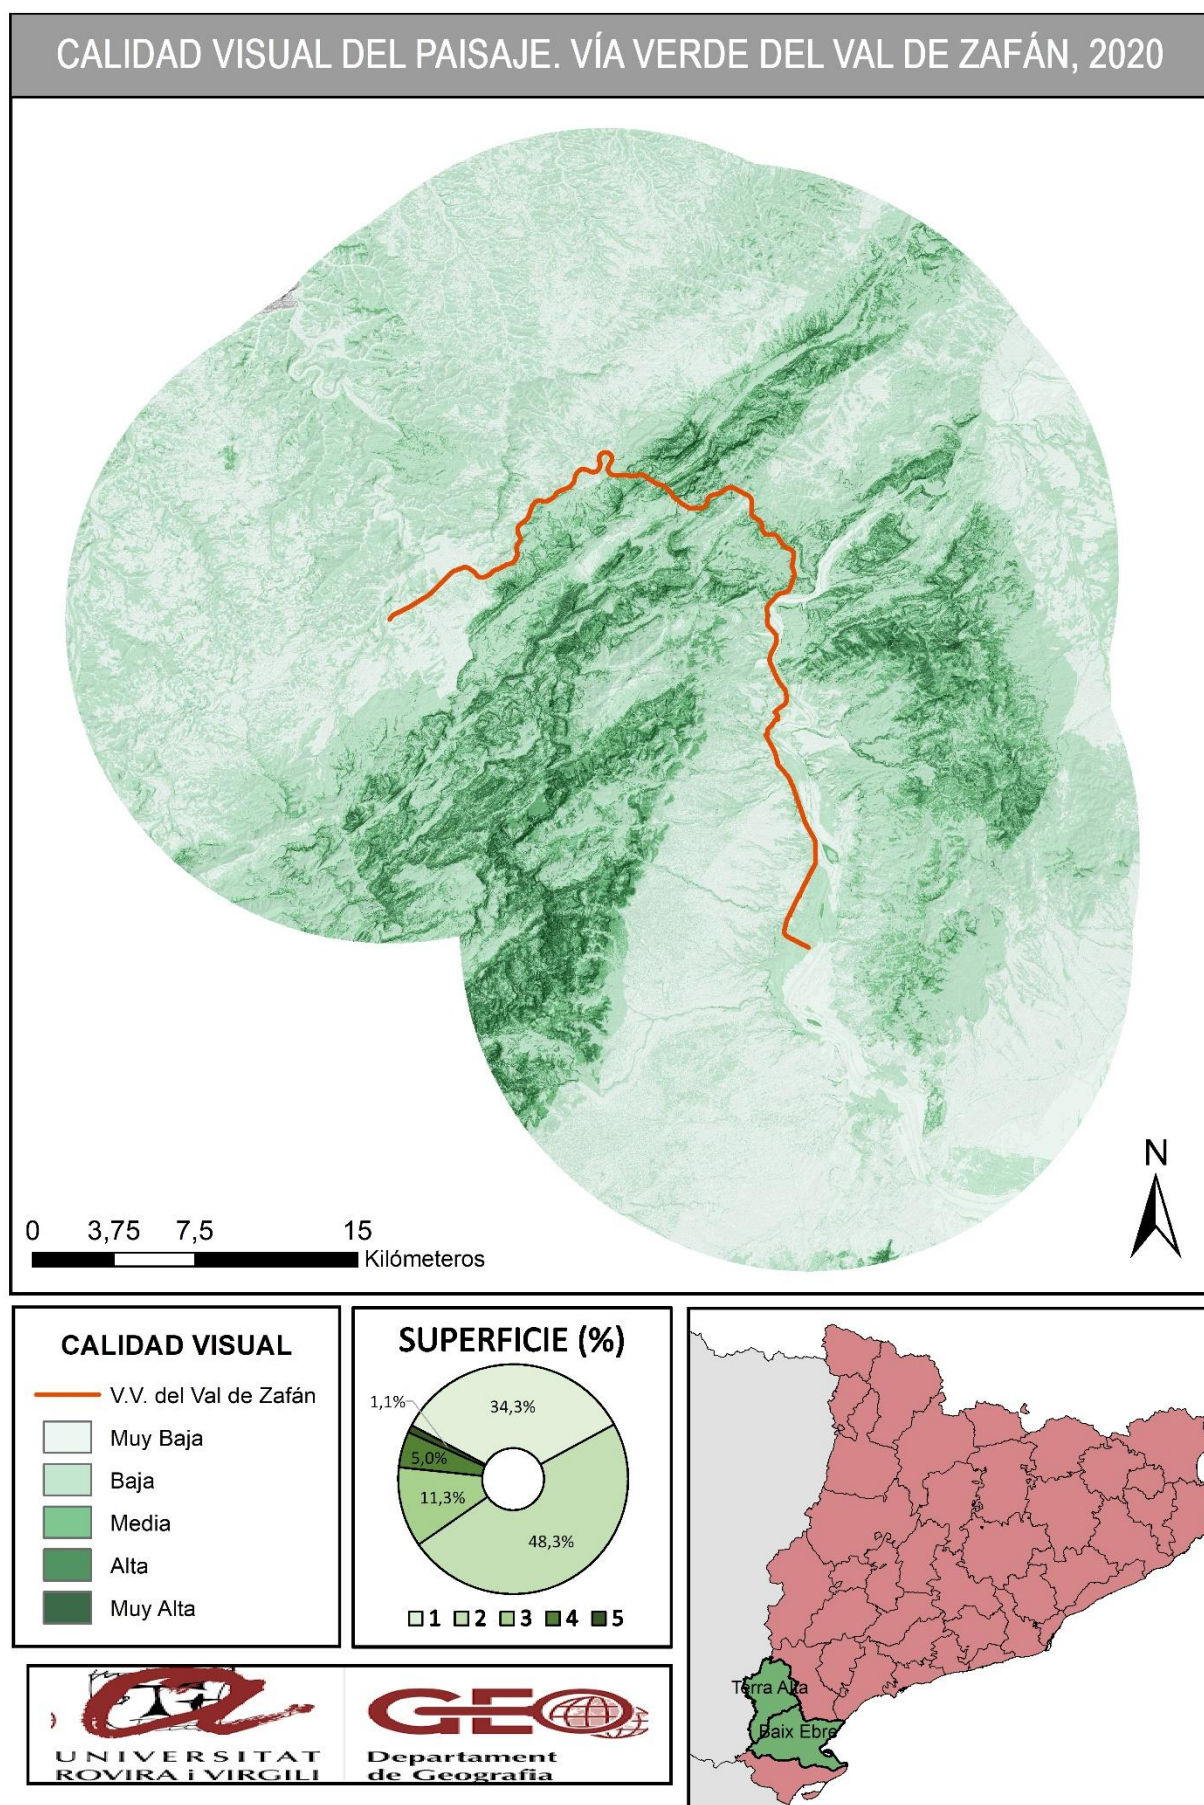 CALIDAD VISUAL DEL PAISAJE. VÍA VERDE DEL VAL DE ZAFÁN, 2020
N
0 3,75 7,5 15
Kilómeteros
CALIDAD VISUAL
V.V. del Val de Zafán
Muy Baja
Baja
Media
Alta
Muy Alta
SUPERFICIE (%)
1,1%
34,3%
5,0%
11,3%
48,3%
1 2 3 4 5
Terra Alta
Baix Ebre
UNIVERSITAT
ROVIRA i VIRGILI
GEO
Departament
de Geografia